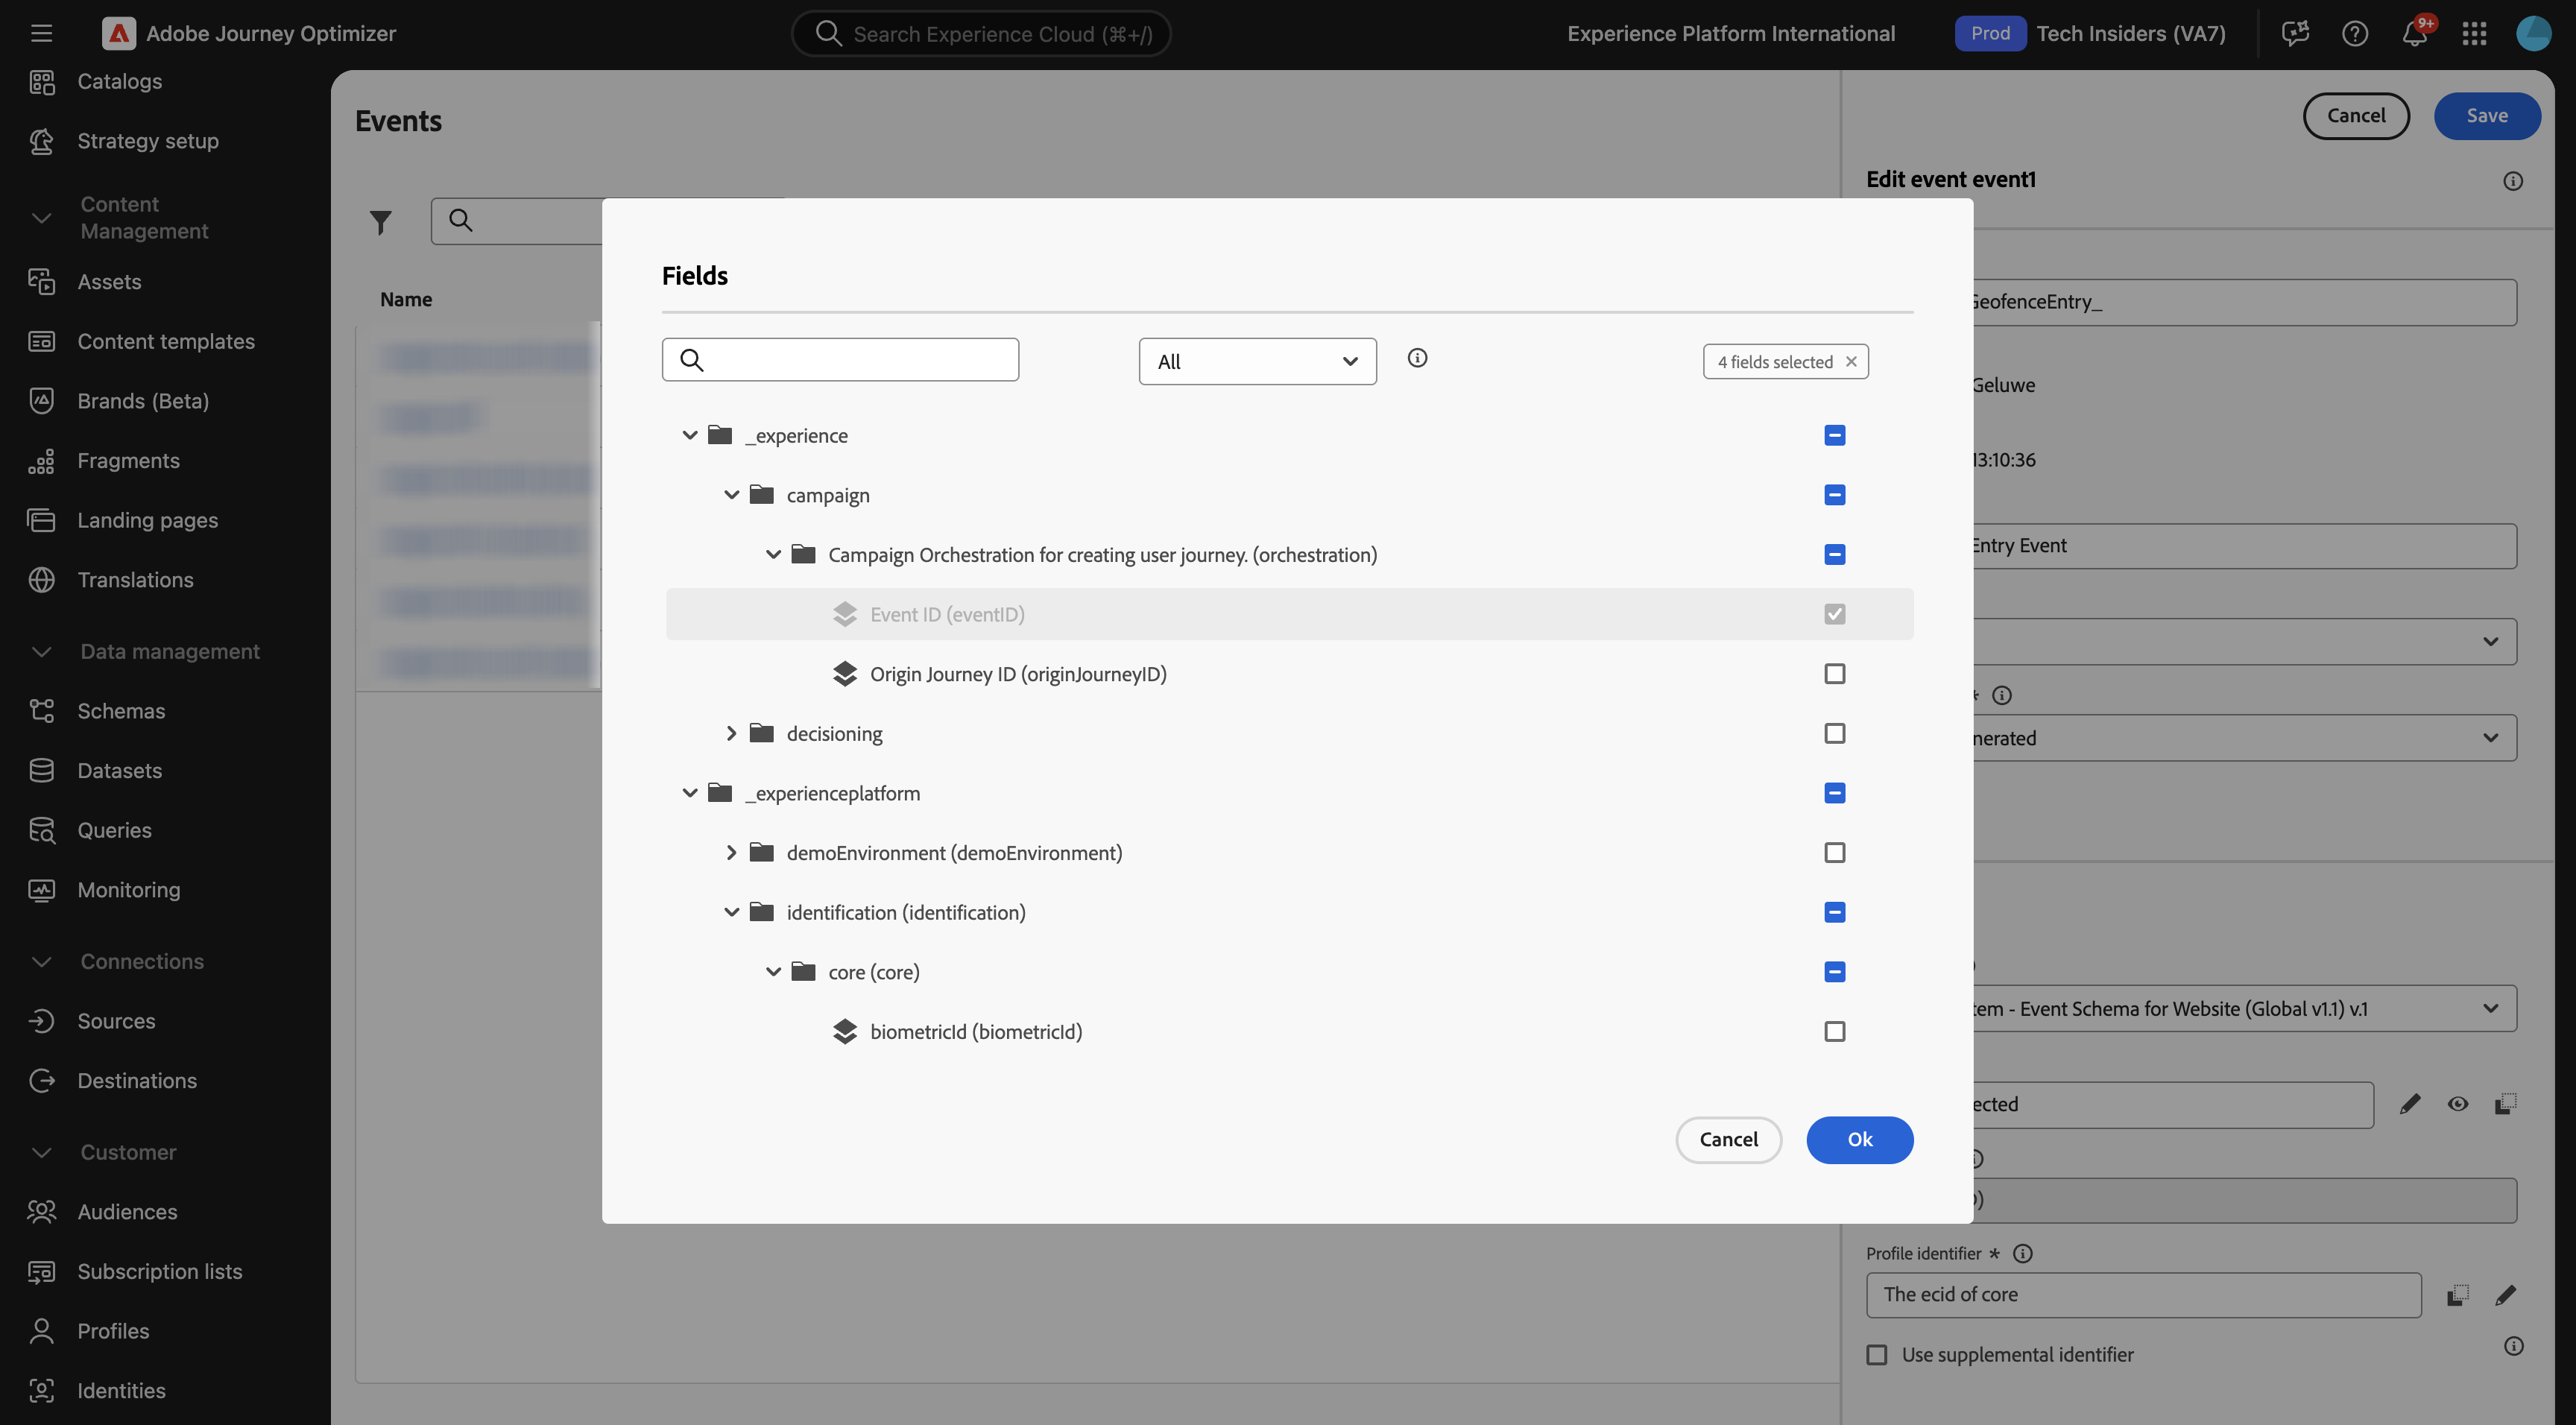 Adobe Journey Optimizer
Search Experience Cloud (⌘+/)
Experience Platform International
Prod
Tech Insiders (VA7)
9+
Catalogs
Strategy setup
Content
Management
Assets
Content templates
Brands (Beta)
Fragments
Landing pages
Translations
Data management
Schemas
Datasets
Queries
Monitoring
Connections
Sources
Destinations
Customer
Audiences
Subscription lists
Profiles
Identities
Events
Name
Cancel
Save
Edit event event1
GeofenceEntry_
Geluwe
13:10:36
Entry Event
*
nerated
tem - Event Schema for Website (Global v1.1) v.1
ected
)
Profile identifier *
The ecid of core
Use supplemental identifier
Fields
All
4 fields selected
_experience
campaign
Campaign Orchestration for creating user journey. (orchestration)
Event ID (eventID)
Origin Journey ID (originJourneyID)
decisioning
_experienceplatform
demoEnvironment (demoEnvironment)
identification (identification)
core (core)
biometricId (biometricId)
Cancel
Ok